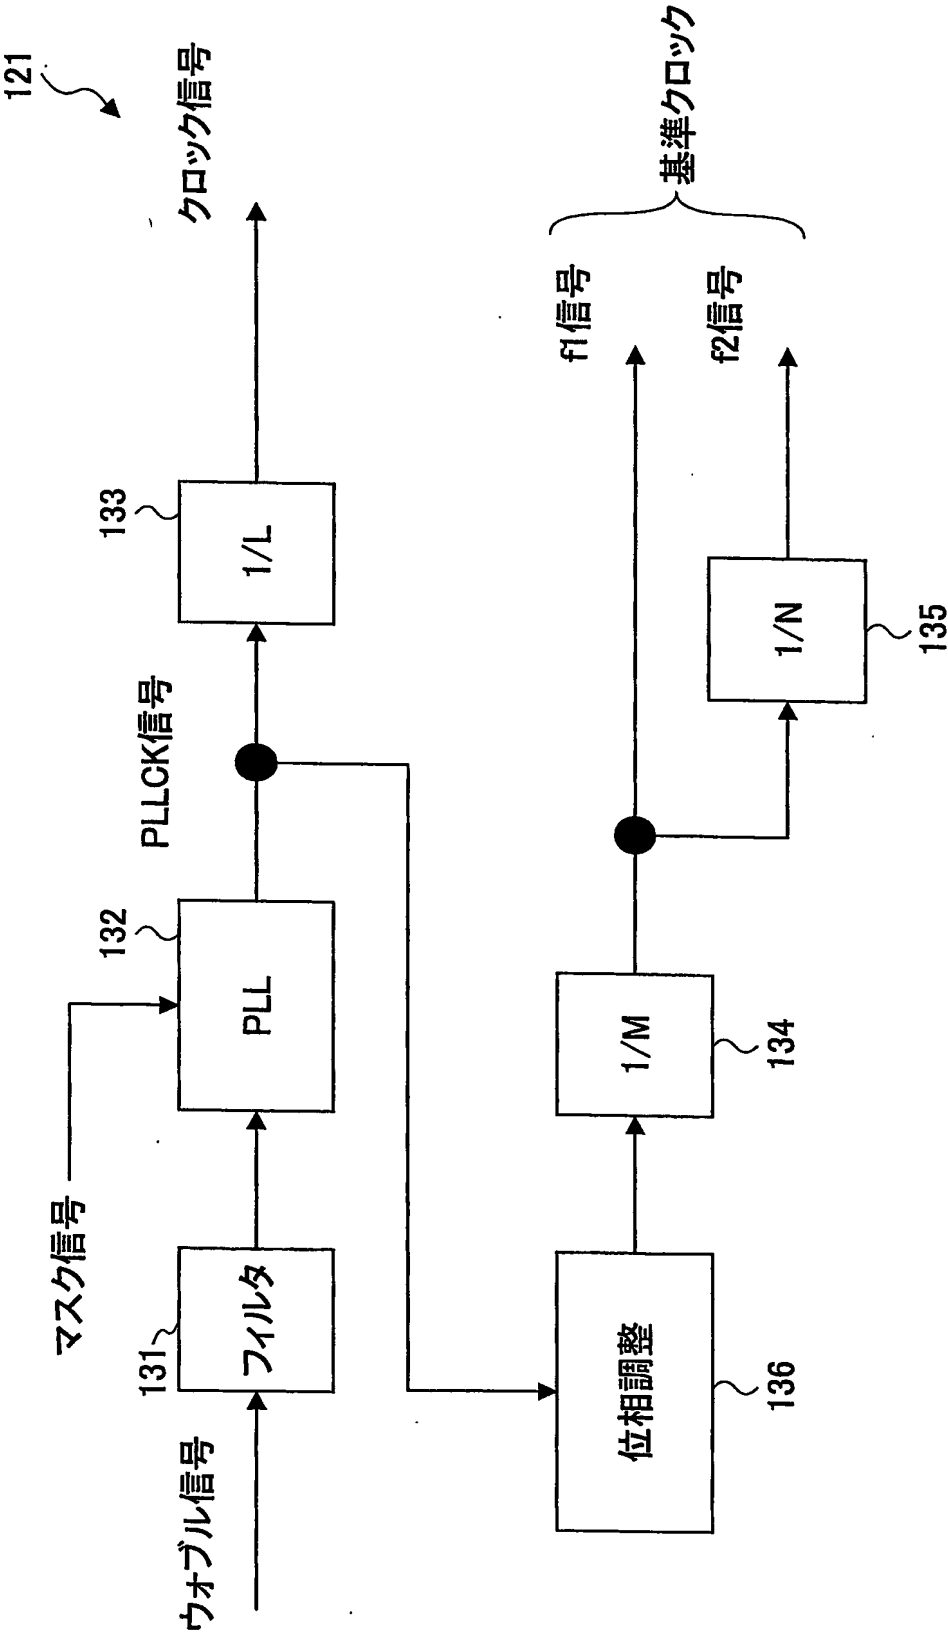 121
クロック信号
133
1/L
PLLCK信号
132
PLL
マスク信号
131
フィルタ
ウォブル信号
基準クロック
f1信号
f2信号
1/N
135
1/M
134
位相調整
136